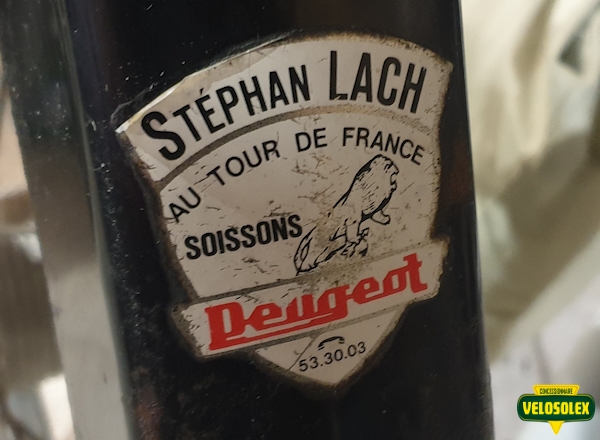 STÉPHAN LACH
AU TOUR DE FRANCE
SOISSONS
Peugeot
53.30.03
CONCESSIONNAIRE
VELOSOLEX